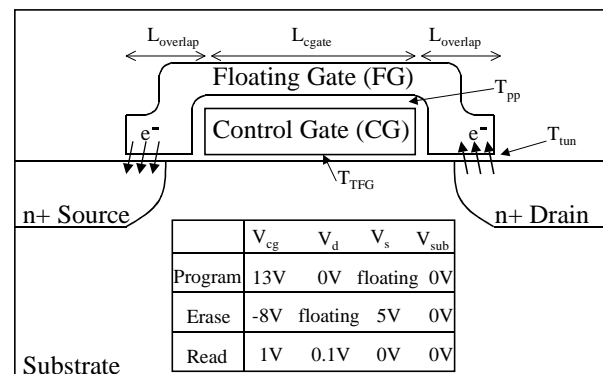 L_overlap L_cgate L_overlap
Floating Gate (FG)
T_pp
e⁻ Control Gate (CG) e⁻
T_tun
T_TFG
n+ Source n+ Drain
V_cg V_d V_s V_sub
Program 13V 0V floating 0V
Erase -8V floating 5V 0V
Read 1V 0.1V 0V 0V
Substrate